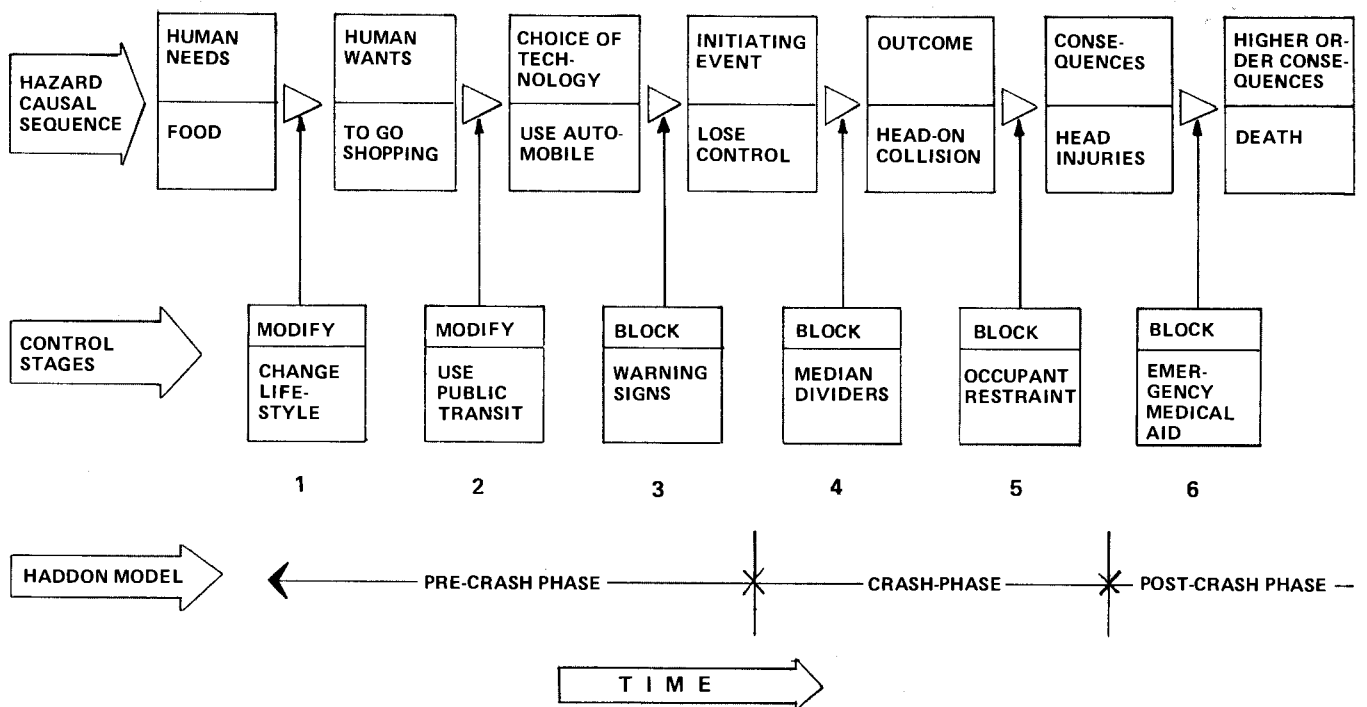 HAZARD
CAUSAL
SEQUENCE
HUMAN
NEEDS
FOOD
HUMAN
WANTS
TO GO
SHOPPING
CHOICE OF
TECH-
NOLOGY
USE AUTO-
MOBILE
INITIATING
EVENT
LOSE
CONTROL
OUTCOME
HEAD-ON
COLLISION
CONSE-
QUENCES
HEAD
INJURIES
HIGHER OR-
DER CONSE-
QUENCES
DEATH
CONTROL
STAGES
MODIFY
CHANGE
LIFE-
STYLE
MODIFY
USE
PUBLIC
TRANSIT
BLOCK
WARNING
SIGNS
BLOCK
MEDIAN
DIVIDERS
BLOCK
OCCUPANT
RESTRAINT
BLOCK
EMER-
GENCY
MEDICAL
AID
1 2 3 4 5 6
HADDON MODEL
PRE-CRASH PHASE
CRASH-PHASE
POST-CRASH PHASE
TIME